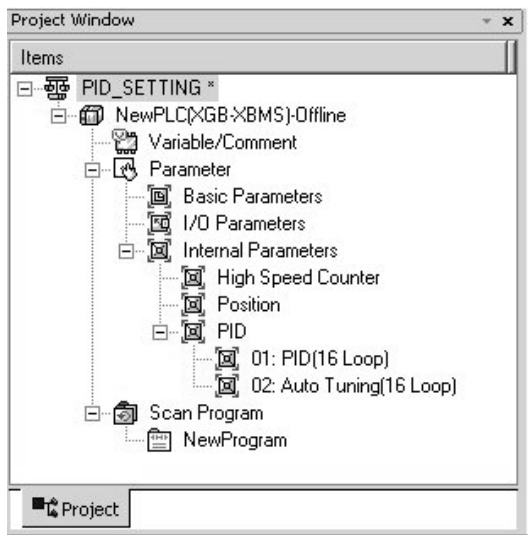 Project Window
Items
PID_SETTING *
NewPLC(XGB-XBMS)-Offline
Variable/Comment
Parameter
Basic Parameters
I/O Parameters
Internal Parameters
High Speed Counter
Position
PID
01: PID(16 Loop)
02: Auto Tuning(16 Loop)
Scan Program
NewProgram
Project